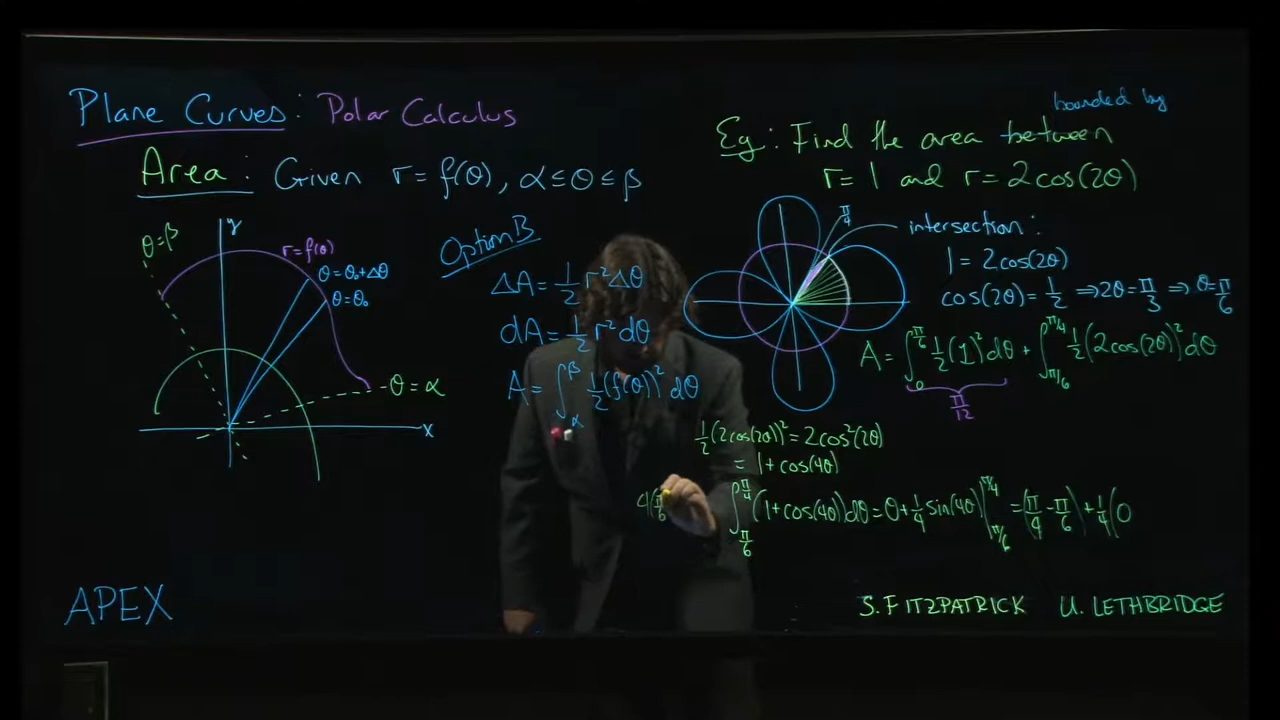 Plane Curves: Polar Calculus
Area: Given r = f(θ), α ≤ θ ≤ β
θ=β
y
r=f(θ)
θ = θ₀+Δθ
θ = θ₀
θ = α
x
Option B
ΔA = 1/2 r² Δθ
dA = 1/2 r² dθ
A = ∫_α^β 1/2 (f(θ))² dθ
bounded by
Eg: Find the area between
r = 1 and r = 2cos(2θ)
π/4
intersection:
1 = 2cos(2θ)
cos(2θ) = 1/2 ⇒ 2θ = π/3 ⇒ θ = π/6
A = ∫_0^{π/6} 1/2 (1)² dθ + ∫_{π/6}^{π/4} 1/2 (2cos(2θ))² dθ
π/12
1/2 (2cos(2θ))² = 2cos²(2θ)
= 1 + cos(4θ)
4(π/6
∫_{π/6}^{π/4} (1+cos(4θ)) dθ = θ + 1/4 sin(4θ) |_{π/6}^{π/4} = (π/4 - π/6) + 1/4 (0
APEX
S. FITZPATRICK U. LETHBRIDGE